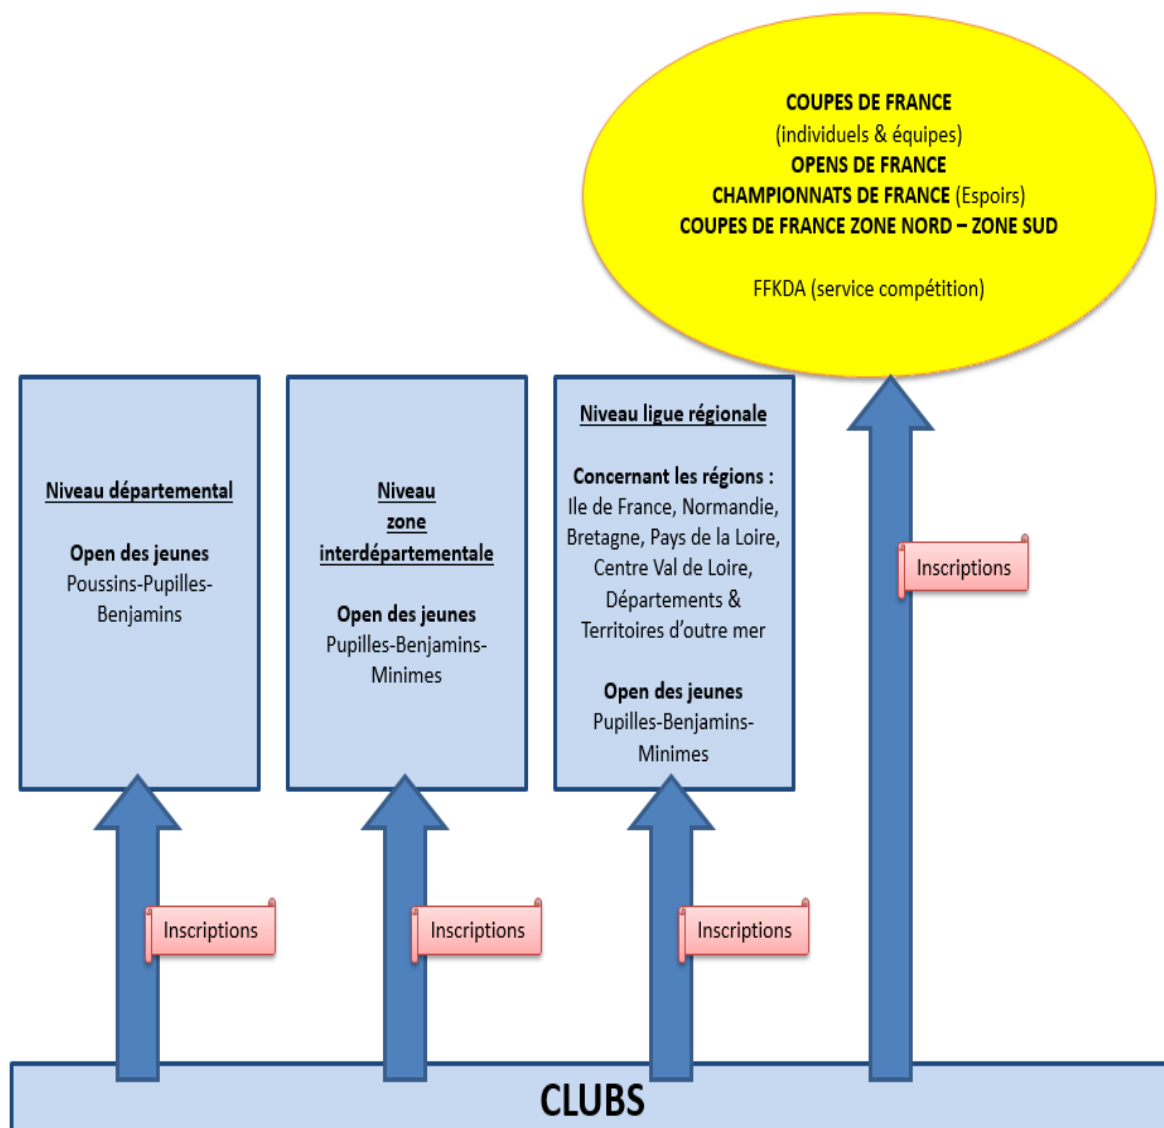 COUPES DE FRANCE
(individuels & équipes)
OPENS DE FRANCE
CHAMPIONNATS DE FRANCE (Espoirs)
COUPES DE FRANCE ZONE NORD – ZONE SUD
FFKDA (service compétition)
Niveau départemental
Open des jeunes
Poussins-Pupilles-
Benjamins
Niveau
zone
interdépartementale
Open des jeunes
Pupilles-Benjamins-
Minimes
Niveau ligue régionale
Concernant les régions :
Ile de France, Normandie,
Bretagne, Pays de la Loire,
Centre Val de Loire,
Départements &
Territoires d’outre mer
Open des jeunes
Pupilles-Benjamins-
Minimes
Inscriptions
Inscriptions
Inscriptions
Inscriptions
CLUBS